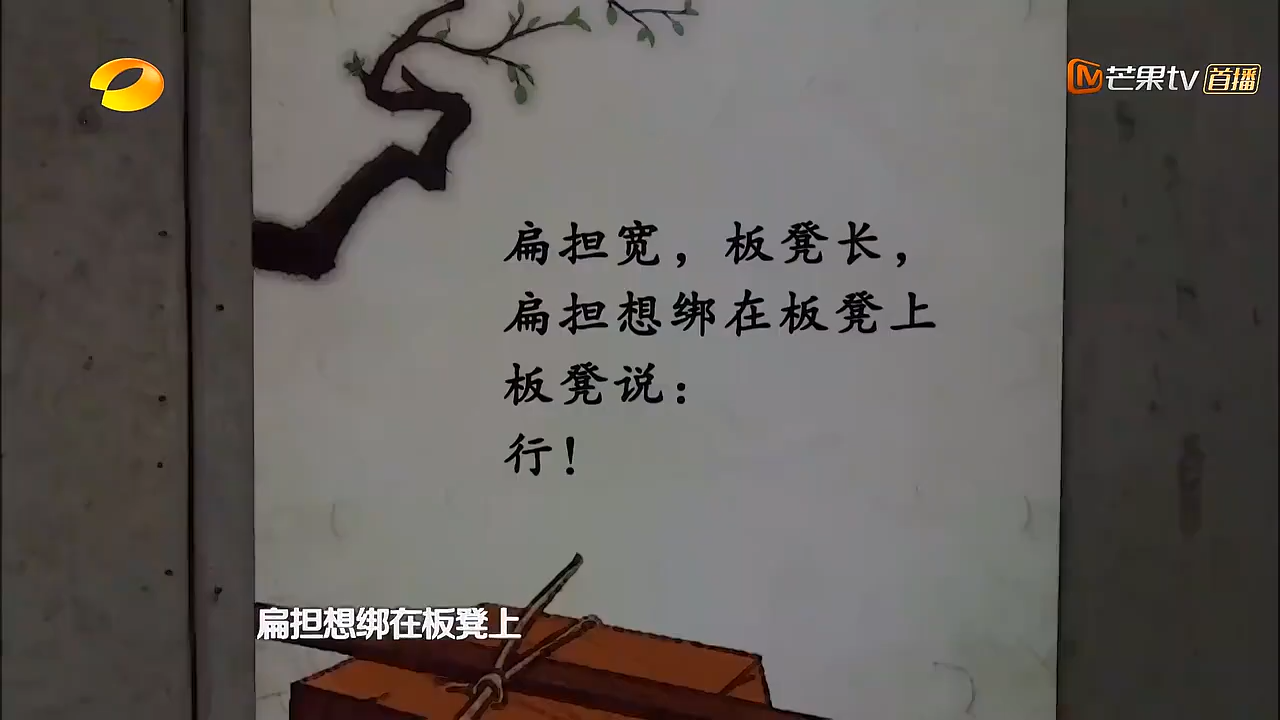 芒果tv 首播
扁担宽，板凳长，
扁担想绑在板凳上
板凳说：
行！
扁担想绑在板凳上